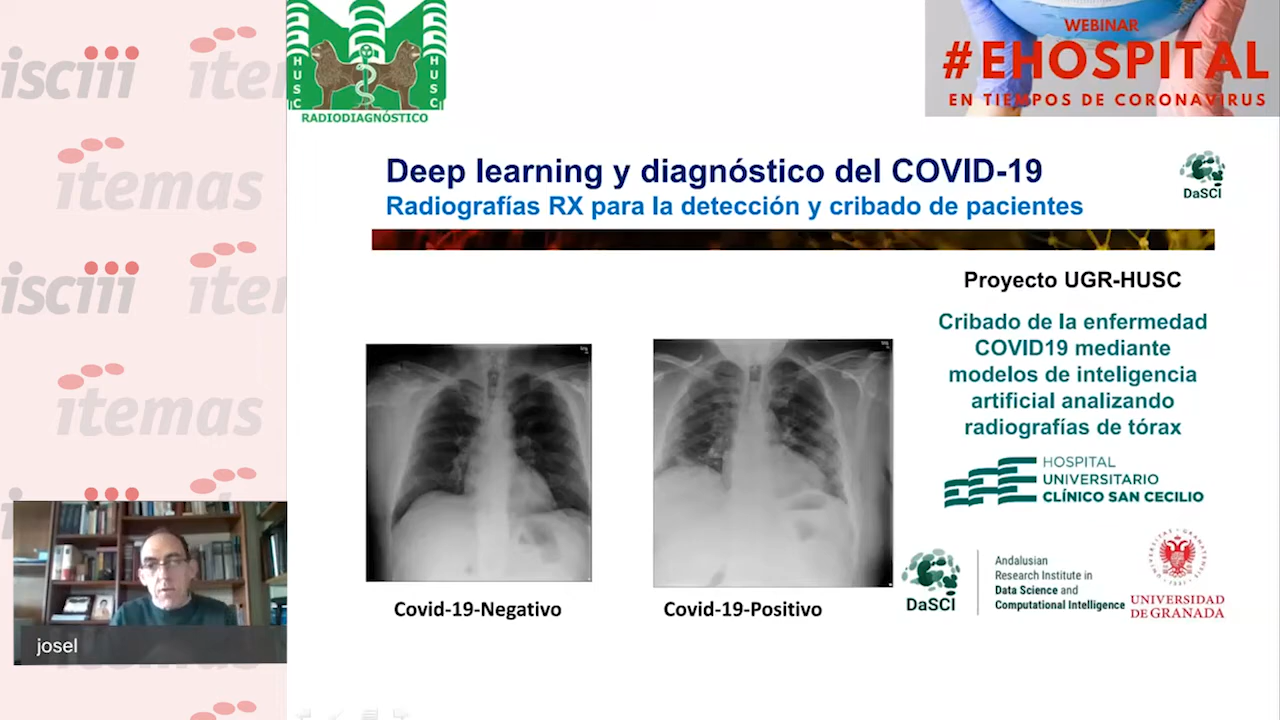 isciii
itemas
isciii
itemas
josel
HUSC
HUSC
RADIODIAGNÓSTICO
WEBINAR
#EHOSPITAL
EN TIEMPOS DE CORONAVIRUS
Deep learning y diagnóstico del COVID-19
Radiografías RX para la detección y cribado de pacientes
DaSCI
Proyecto UGR-HUSC
Cribado de la enfermedad
COVID19 mediante
modelos de inteligencia
artificial analizando
radiografías de tórax
HOSPITAL
UNIVERSITARIO
CLÍNICO SAN CECILIO
Covid-19-Negativo
Covid-19-Positivo
DaSCI
Andalusian
Research Institute in
Data Science and
Computational Intelligence
UNIVERSIDAD
DE GRANADA